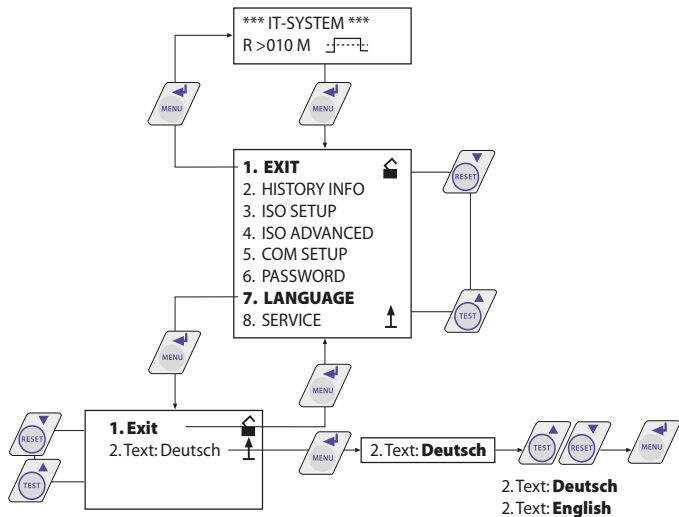 *** IT-SYSTEM ***
R >010 M
MENU
MENU
1. EXIT
2. HISTORY INFO
3. ISO SETUP
4. ISO ADVANCED
5. COM SETUP
6. PASSWORD
7. LANGUAGE
8. SERVICE
RESET
TEST
MENU
MENU
RESET
TEST
1. Exit
2. Text: Deutsch
MENU
2. Text: Deutsch
TEST
RESET
MENU
2. Text: Deutsch
2. Text: English